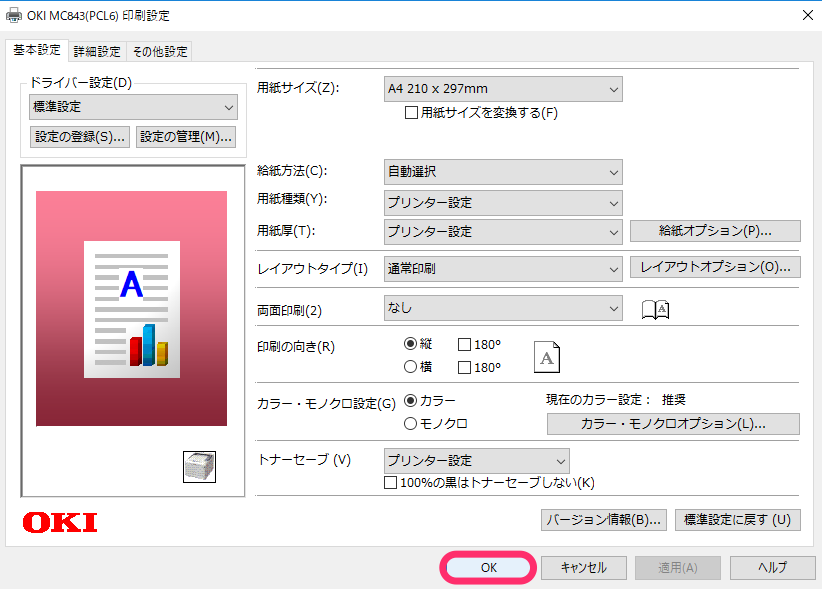 OKI MC843(PCL6) 印刷設定
基本設定 詳細設定 その他設定
ドライバー設定(D)
標準設定
設定の登録(S)... 設定の管理(M)...
A
OKI
用紙サイズ(Z): A4 210 x 297mm
用紙サイズを変換する(F)
給紙方法(C): 自動選択
用紙種類(Y): プリンター設定
用紙厚(T): プリンター設定 給紙オプション(P)...
レイアウトタイプ(I) 通常印刷 レイアウトオプション(O)...
両面印刷(2) なし A
印刷の向き(R) 縦 180° A
横 180°
カラー・モノクロ設定(G) カラー 現在のカラー設定： 推奨
モノクロ カラー・モノクロオプション(L)...
トナーセーブ (V) プリンター設定
100%の黒はトナーセーブしない(K)
バージョン情報(B)... 標準設定に戻す (U)
OK キャンセル 適用(A) ヘルプ